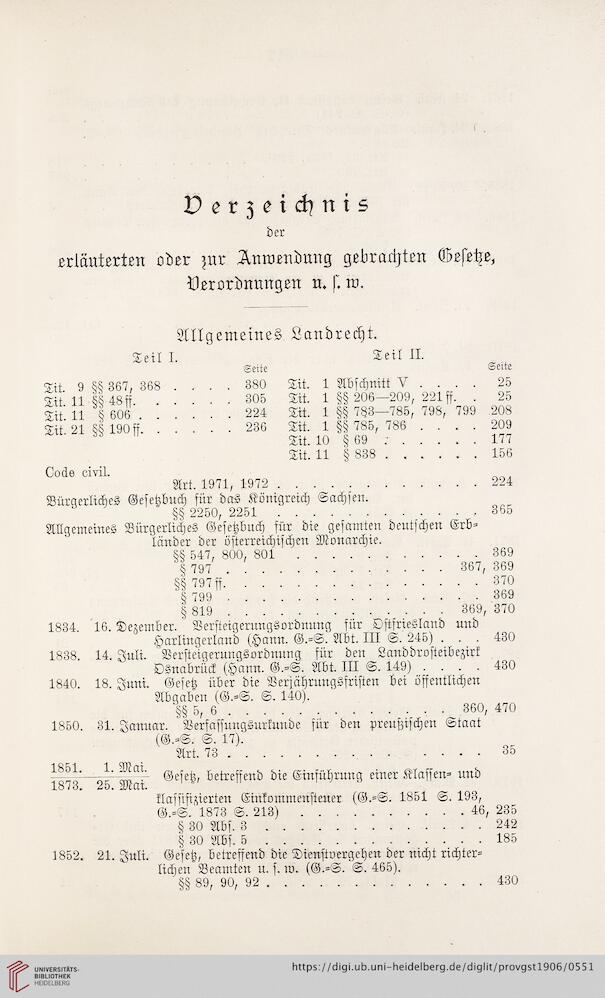 Verzeichnis
der
erläuterten oder zur Anwendung gebrachten Gesetze,
Verordnungen u. s. w.
Allgemeines Landrecht.
Teil I.
Seite
Tit. 9 §§ 367, 368 . . . . 380
Tit. 11 §§ 48 ff. . . . . . 305
Tit. 11 § 606 . . . . . . 224
Tit. 21 §§ 190 ff. . . . . . 236
Teil II.
Seite
Tit. 1 Abschnitt V . . . . 25
Tit. 1 §§ 206—209, 221 ff. . 25
Tit. 1 §§ 783—785, 798, 799 208
Tit. 1 §§ 785, 786 . . . . 209
Tit. 10 § 69 . . . . . . 177
Tit. 11 § 838 . . . . . . 156
Code civil.
Art. 1971, 1972 . . . . . . . . . . . . 224
Bürgerliches Gesetzbuch für das Königreich Sachsen.
§§ 2250, 2251 . . . . . . . . . . . . 365
Allgemeines Bürgerliches Gesetzbuch für die gesamten deutschen Erb-
länder der österreichischen Monarchie.
§§ 547, 800, 801 . . . . . . . . . . . 369
§ 797 . . . . . . . . . . . . . 367, 369
§§ 797 ff. . . . . . . . . . . . . . . 370
§ 799 . . . . . . . . . . . . . . . 369
§ 819 . . . . . . . . . . . . . 369, 370
1834. 16. Dezember. Versteigerungsordnung für Ostfriesland und
Harlingerland (Hann. G.-S. Abt. III S. 245) . . . 430
1838. 14. Juli. Versteigerungsordnung für den Landdrosteibezirk
Osnabrück (Hann. G.-S. Abt. III S. 149) . . . . 430
1840. 18. Juni. Gesetz über die Verjährungsfristen bei öffentlichen
Abgaben (G.-S. S. 140).
§§ 5, 6 . . . . . . . . . . . . . 360, 470
1850. 31. Januar. Verfassungsurkunde für den preußischen Staat
(G.-S. S. 17).
Art. 73 . . . . . . . . . . . . . . . 35
1851. 1. Mai.
1873. 25. Mai.
Gesetz, betreffend die Einführung einer Klassen- und
klassifizierten Einkommensteuer (G.-S. 1851 S. 193,
G.-S. 1873 S. 213) . . . . . . . . . . 46, 235
§ 30 Abs. 3 . . . . . . . . . . . . . 242
§ 30 Abs. 5 . . . . . . . . . . . . . 185
1852. 21. Juli. Gesetz, betreffend die Dienstvergehen der nicht richter-
lichen Beamten u. s. w. (G.-S. S. 465).
§§ 89, 90, 92 . . . . . . . . . . . . . 430
UNIVERSITÄTS-
BIBLIOTHEK
HEIDELBERG
https://digi.ub.uni-heidelberg.de/diglit/provgst1906/0551